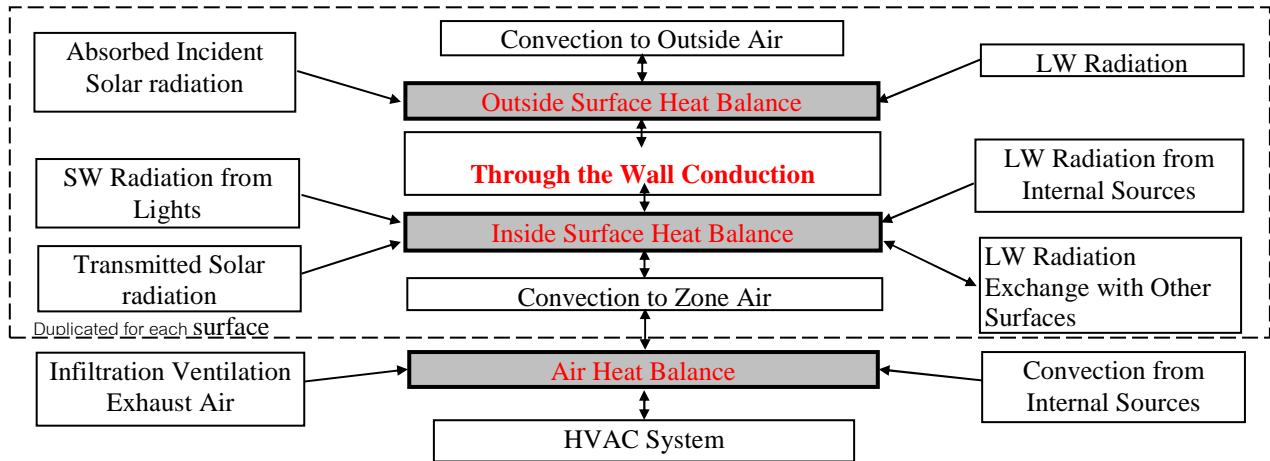 Absorbed Incident
Solar radiation
Convection to Outside Air
LW Radiation
Outside Surface Heat Balance
Through the Wall Conduction
SW Radiation from
Lights
LW Radiation from
Internal Sources
Inside Surface Heat Balance
Transmitted Solar
radiation
Convection to Zone Air
LW Radiation
Exchange with Other
Surfaces
Duplicated for each surface
Infiltration Ventilation
Exhaust Air
Air Heat Balance
Convection from
Internal Sources
HVAC System